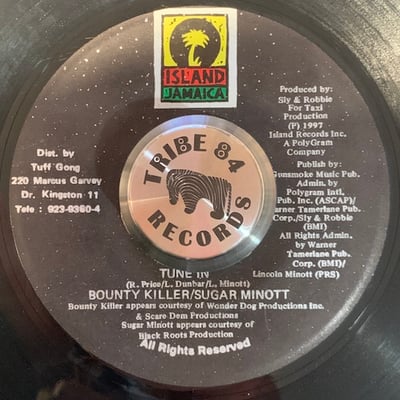 ISLAND
JAMAICA
Produced by:
Sly & Robbie
For Taxi
Production
(P) 1997
Island Records Inc.
A PolyGram
Company
Dist. by
Tuff Gong
220 Marcus Garvey
Dr. Kingston 11
Tele : 923-9380-4
Publish by:
Gunsmoke Music Pub.
Admin. by
Polygram Intl.
Pub. Inc. (ASCAP)/
Warner Tamerlane Pub.
Corp./Sly & Robbie
(BMI)
All Rights Admin.
by Warner
Tamerlane Pub.
Corp. (BMI)/
Lincoln Minott (PRS)
TRIBE 84
RECORDS
TUNE IN
(R. Price/L. Dunbar/L. Minott)
BOUNTY KILLER/SUGAR MINOTT
Bounty Killer appears courtesy of Wonder Dog Productions Inc.
& Scare Dem Productions
Sugar Minott appears courtesy of
Black Roots Production
All Rights Reserved